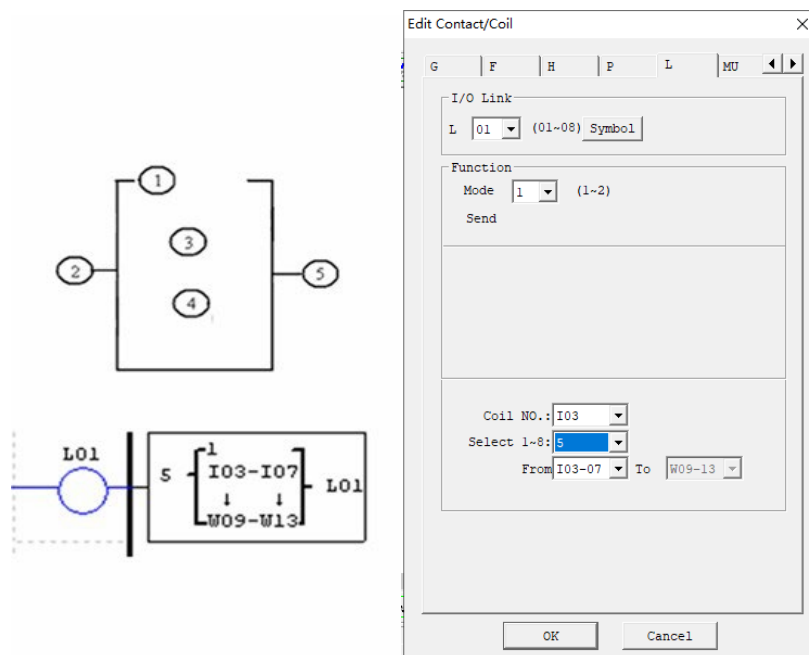 Edit Contact/Coil
G F H P L MU
I/O Link
L 01 (01~08) Symbol
Function
Mode 1 (1~2)
Send
Coil NO.: I03
Select 1~8: 5
From I03-07 To W09-13
OK Cancel
1
3
2 5
4
L01
1
5 I03-I07 L01
↓ ↓
W09-W13